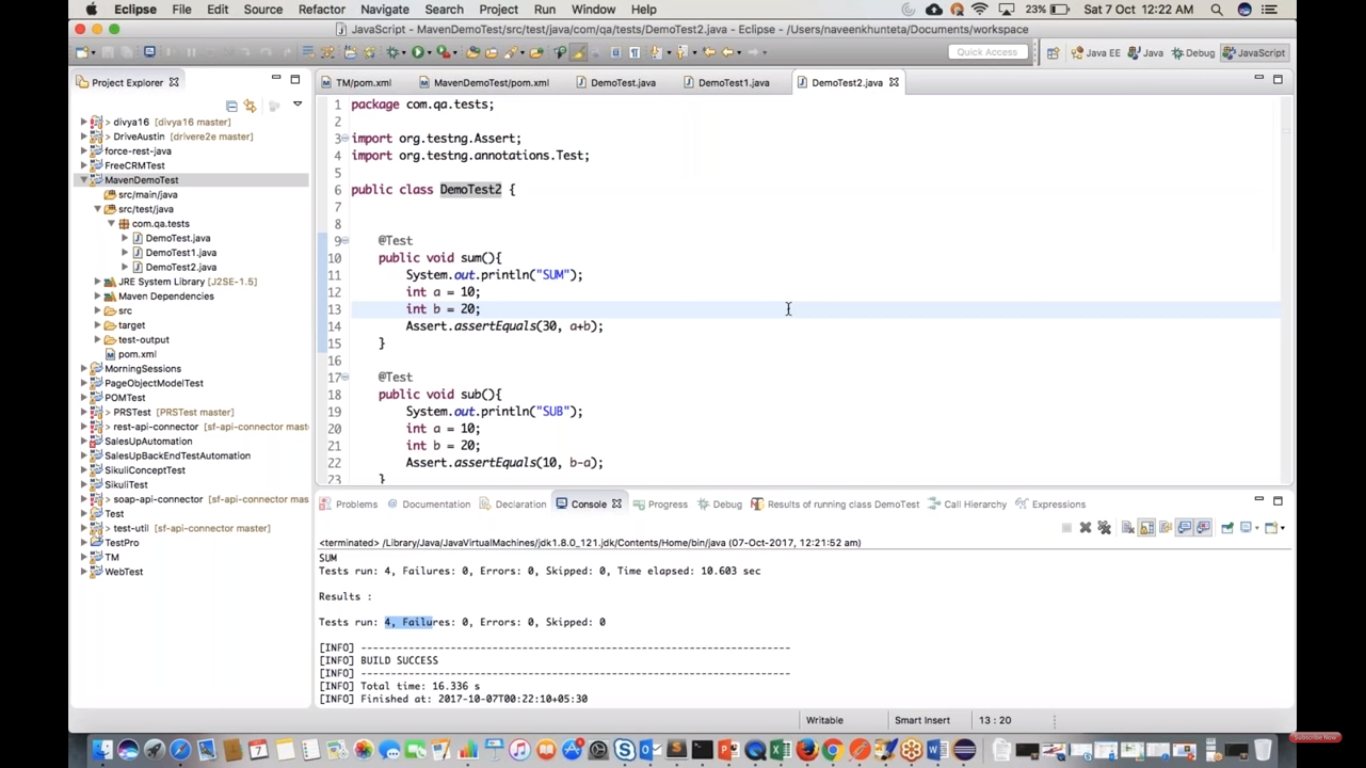 Eclipse File Edit Source Refactor Navigate Search Project Run Window Help 23% Sat 7 Oct 12:22 AM
JavaScript - MavenDemoTest/src/test/java/com/qa/tests/DemoTest2.java - Eclipse - /Users/naveenkhunteta/Documents/workspace
Quick Access Java EE Java Debug JavaScript
Project Explorer
divya16 [divya16 master]
> DriveAustin [drivere2e master]
force-rest-java
FreeCRMTest
MavenDemoTest
src/main/java
src/test/java
com.qa.tests
DemoTest.java
DemoTest1.java
DemoTest2.java
JRE System Library [J2SE-1.5]
Maven Dependencies
src
target
test-output
pom.xml
MorningSessions
PageObjectModelTest
POMTest
> PRSTest [PRSTest master]
> rest-api-connector [sf-api-connector mast
SalesUpAutomation
SalesUpBackEndTestAutomation
SikuliConceptTest
SikuliTest
> soap-api-connector [sf-api-connector mas
Test
> test-util [sf-api-connector master]
TestPro
TM
WebTest
TM/pom.xml MavenDemoTest/pom.xml DemoTest.java DemoTest1.java DemoTest2.java
1 package com.qa.tests;
2
3 import org.testng.Assert;
4 import org.testng.annotations.Test;
5
6 public class DemoTest2 {
7
8
9 @Test
10 public void sum(){
11 System.out.println("SUM");
12 int a = 10;
13 int b = 20;
14 Assert.assertEquals(30, a+b);
15 }
16
17 @Test
18 public void sub(){
19 System.out.println("SUB");
20 int a = 10;
21 int b = 20;
22 Assert.assertEquals(10, b-a);
23 }
Problems Documentation Declaration Console Progress Debug Results of running class DemoTest Call Hierarchy Expressions
<terminated> /Library/Java/JavaVirtualMachines/jdk1.8.0_121.jdk/Contents/Home/bin/java (07-Oct-2017, 12:21:52 am)
SUM
Tests run: 4, Failures: 0, Errors: 0, Skipped: 0, Time elapsed: 10.603 sec
Results :
Tests run: 4, Failures: 0, Errors: 0, Skipped: 0
[INFO] ------------------------------------------------------------------------
[INFO] BUILD SUCCESS
[INFO] ------------------------------------------------------------------------
[INFO] Total time: 16.336 s
[INFO] Finished at: 2017-10-07T00:22:10+05:30
Writable Smart Insert 13 : 20
Subscribe Now